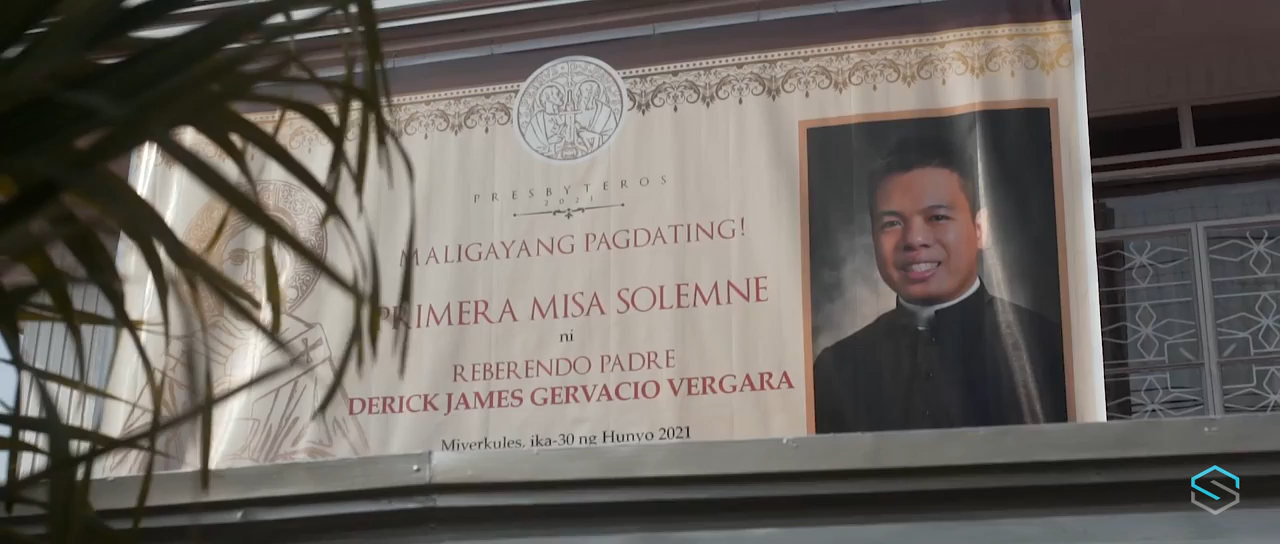 PRESBYTEROS
2021
MALIGAYANG PAGDATING!
PRIMERA MISA SOLEMNE
ni
REBERENDO PADRE
DERICK JAMES GERVACIO VERGARA
Miyerkules, ika-30 ng Hunyo 2021